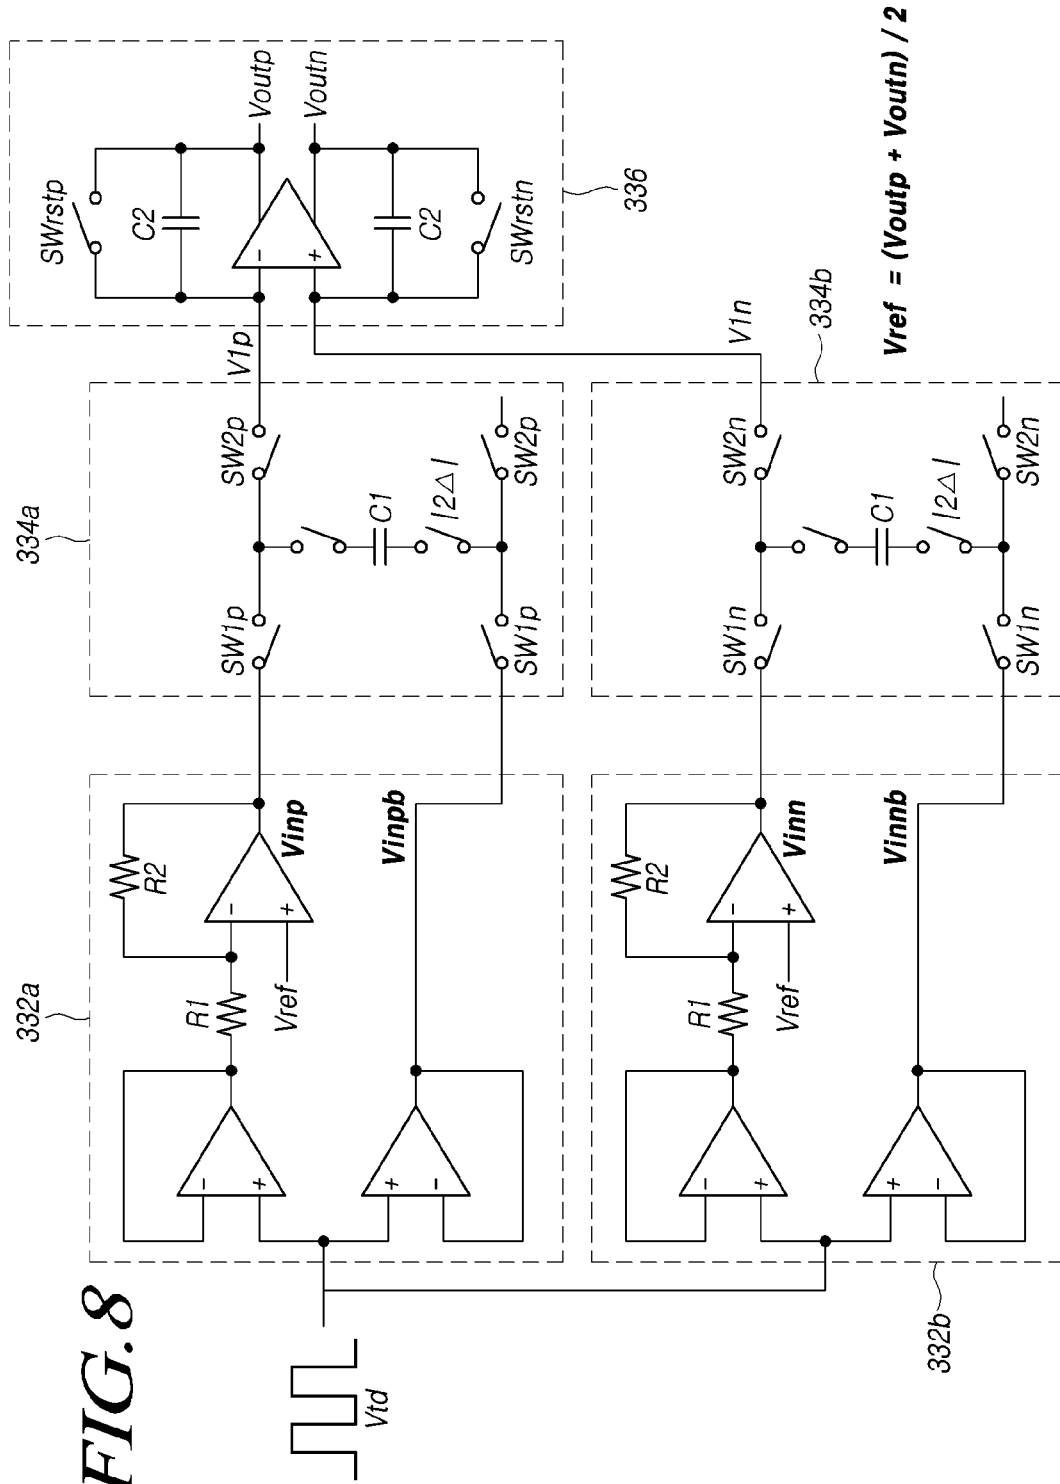 FIG.8
Vtd
332a
R1
R2
Vref
-
+
Vinp
+
-
Vinpb
-
+
334a
SW1p
SW2p
C1
|2△|
SW1p
SW2p
V1p
SWrstp
C2
-
+
C2
SWrstn
Voutp
Voutn
336
V1n
332b
-
+
R1
R2
Vref
-
+
Vinn
+
-
Vinnb
334b
SW1n
SW2n
C1
|2△|
SW1n
SW2n
Vref = (Voutp + Voutn) / 2